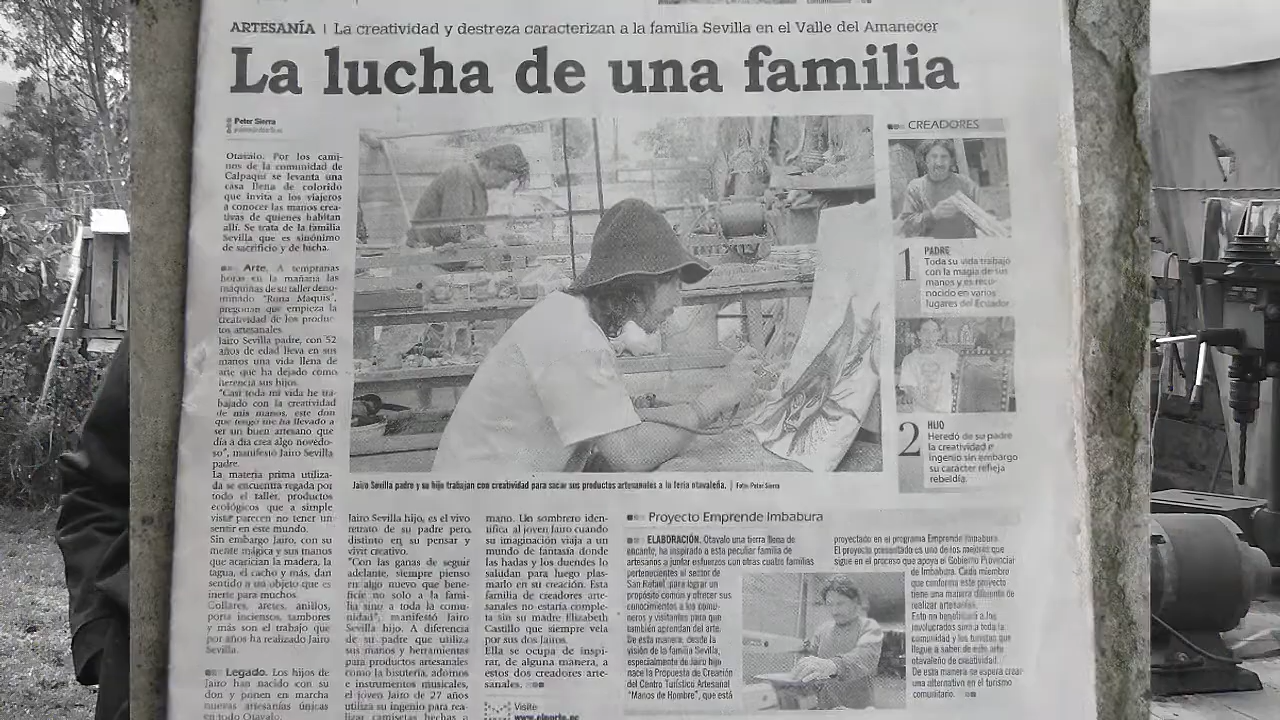 ARTESANÍA | La creatividad y destreza caracterizan a la familia Sevilla en el Valle del Amanecer
La lucha de una familia
Peter Sierra
Otavalo. Por los cami-
nos de la comunidad de
Calpaquí se levanta una
casa llena de colorido
que invita a los viajeros
a conocer las manos crea-
tivas de quienes habitan
allí. Se trata de la familia
Sevilla que es sinónimo
de sacrificio y de lucha.
Arte. A tempranas
horas en la mañana las
máquinas de su taller deno-
minado "Runa Maquis",
pregonan que empieza la
creatividad de los produc-
tos artesanales.
Jairo Sevilla padre, con 52
años de edad lleva en sus
manos una vida llena de
arte que ha dejado como
herencia sus hijos.
"Casi toda mi vida he tra-
bajado con la creatividad
de mis manos, este don
que tengo me ha llevado a
ser un buen artesano que
día a día crea algo novedo-
so", manifestó Jairo Sevilla
padre.
La materia prima utiliza-
da se encuentra regada por
todo el taller, productos
ecológicos que a simple
vista parecen no tener un
sentir en este mundo.
Sin embargo Jairo, con su
mente mágica y sus manos
que acarician la madera, la
tagua, el cacho y más, dan
sentido a un objeto que es
inerte para muchos.
Collares, aretes, anillos,
porta inciensos, tambores
y más son el trabajo que
por años ha realizado Jairo
Sevilla.
Legado. Los hijos de
Jairo han nacido con su
don y ponen en marcha
nuevas artesanías únicas
en todo Otavalo.
Jairo Sevilla padre y su hijo trabajan con creatividad para sacar sus productos artesanales a la feria otavaleña. | Foto: Peter Sierra
Jairo Sevilla hijo, es el vivo
retrato de su padre pero
distinto en su pensar y
vivir creativo.
"Con las ganas de seguir
adelante, siempre pienso
en algo nuevo que bene-
ficie no solo a la fami-
lia sino a toda la comu-
nidad", manifestó Jairo
Sevilla hijo. A diferencia
de su padre que utiliza
sus manos y herramientas
para productos artesanales
como la bisutería, adornos
e instrumentos musicales,
el joven Jairo de 27 años
utiliza su ingenio para rea-
lizar camisetas hechas a
mano. Un sombrero iden-
tifica al joven Jairo cuando
su imaginación viaja a un
mundo de fantasía donde
las hadas y los duendes lo
saludan para luego plas-
marlo en su creación. Esta
familia de creadores arte-
sanales no estaría comple-
ta sin su madre Elizabeth
Castillo que siempre vela
por sus dos Jairos.
Ella se ocupa de inspi-
rar, de alguna manera, a
estos dos creadores arte-
sanales.
Visite
www.elnorte.ec
CREADORES
1
PADRE
Toda su vida trabajó
con la magia de sus
manos y es reco-
nocido en varios
lugares del Ecuador.
2
HIJO
Heredó de su padre
la creatividad e
ingenio sin embargo
su carácter refleja
rebeldía.
Proyecto Emprende Imbabura
ELABORACIÓN. Otavalo una tierra llena de
encanto, ha inspirado a esta peculiar familia de
artesanos a juntar esfuerzos con otras cuatro familias
pertenecientes al sector de
San Rafael, para lograr un
propósito común y ofrecer sus
conocimientos a los comu-
neros y visitantes para que
también aprendan del arte.
De esta manera, desde la
visión de la familia Sevilla,
especialmente de Jairo hijo
nace la Propuesta de Creación
del Centro Turístico Artesanal
"Manos de Hombre", que está
proyectado en el programa Emprende Imbabura.
El proyecto presentado es uno de los mejores que
sigue en el proceso que apoya el Gobierno Provincial
de Imbabura. Cada miembro
que conforma este proyecto
tiene una manera diferente de
realizar artesanías.
Esto no beneficiará a los
involucrados sino a toda la
comunidad y los turistas que
llegue a saber de este arte
otavaleño de creatividad.
De esta manera se espera crear
una alternativa en el turismo
comunitario.